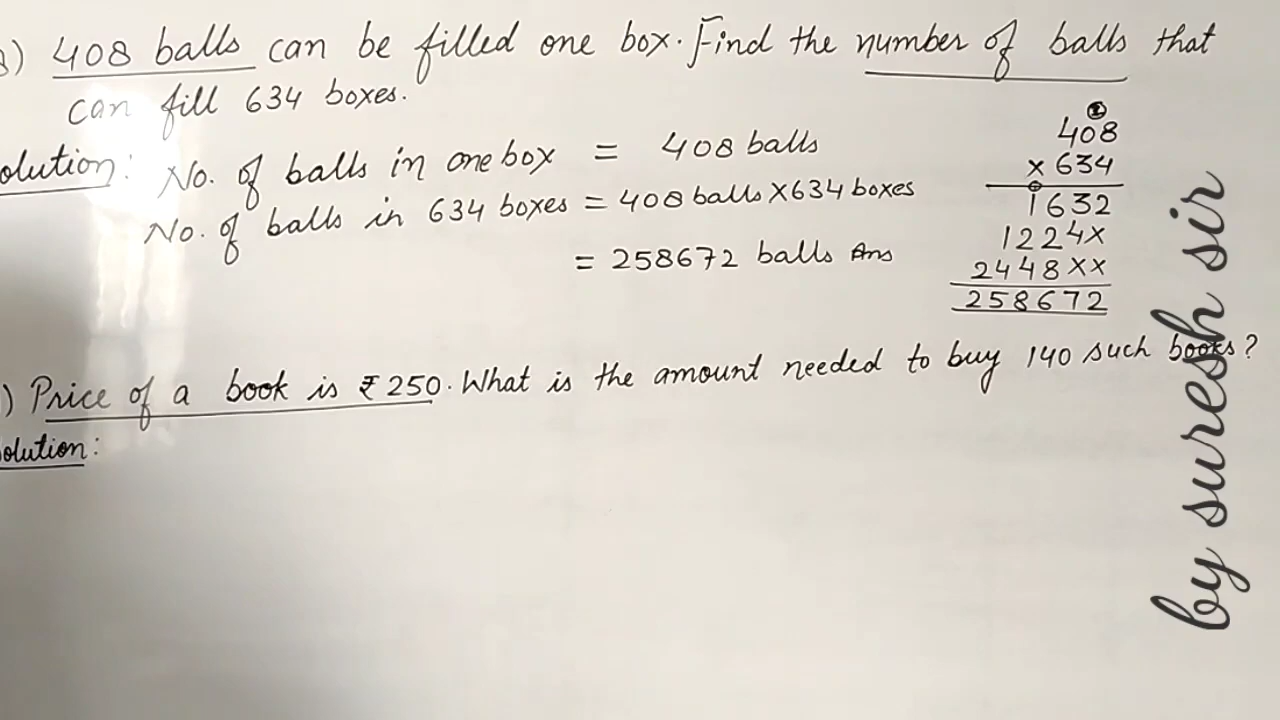 3) 408 balls can be filled one box. Find the number of balls that
can fill 634 boxes.
olution: No. of balls in one box = 408 balls
No. of balls in 634 boxes = 408 balls X 634 boxes
= 258672 balls Ans
2
408
x 634
1632
1224x
2448xx
258672
) Price of a book is ₹ 250. What is the amount needed to buy 140 such books?
olution:
by suresh sir